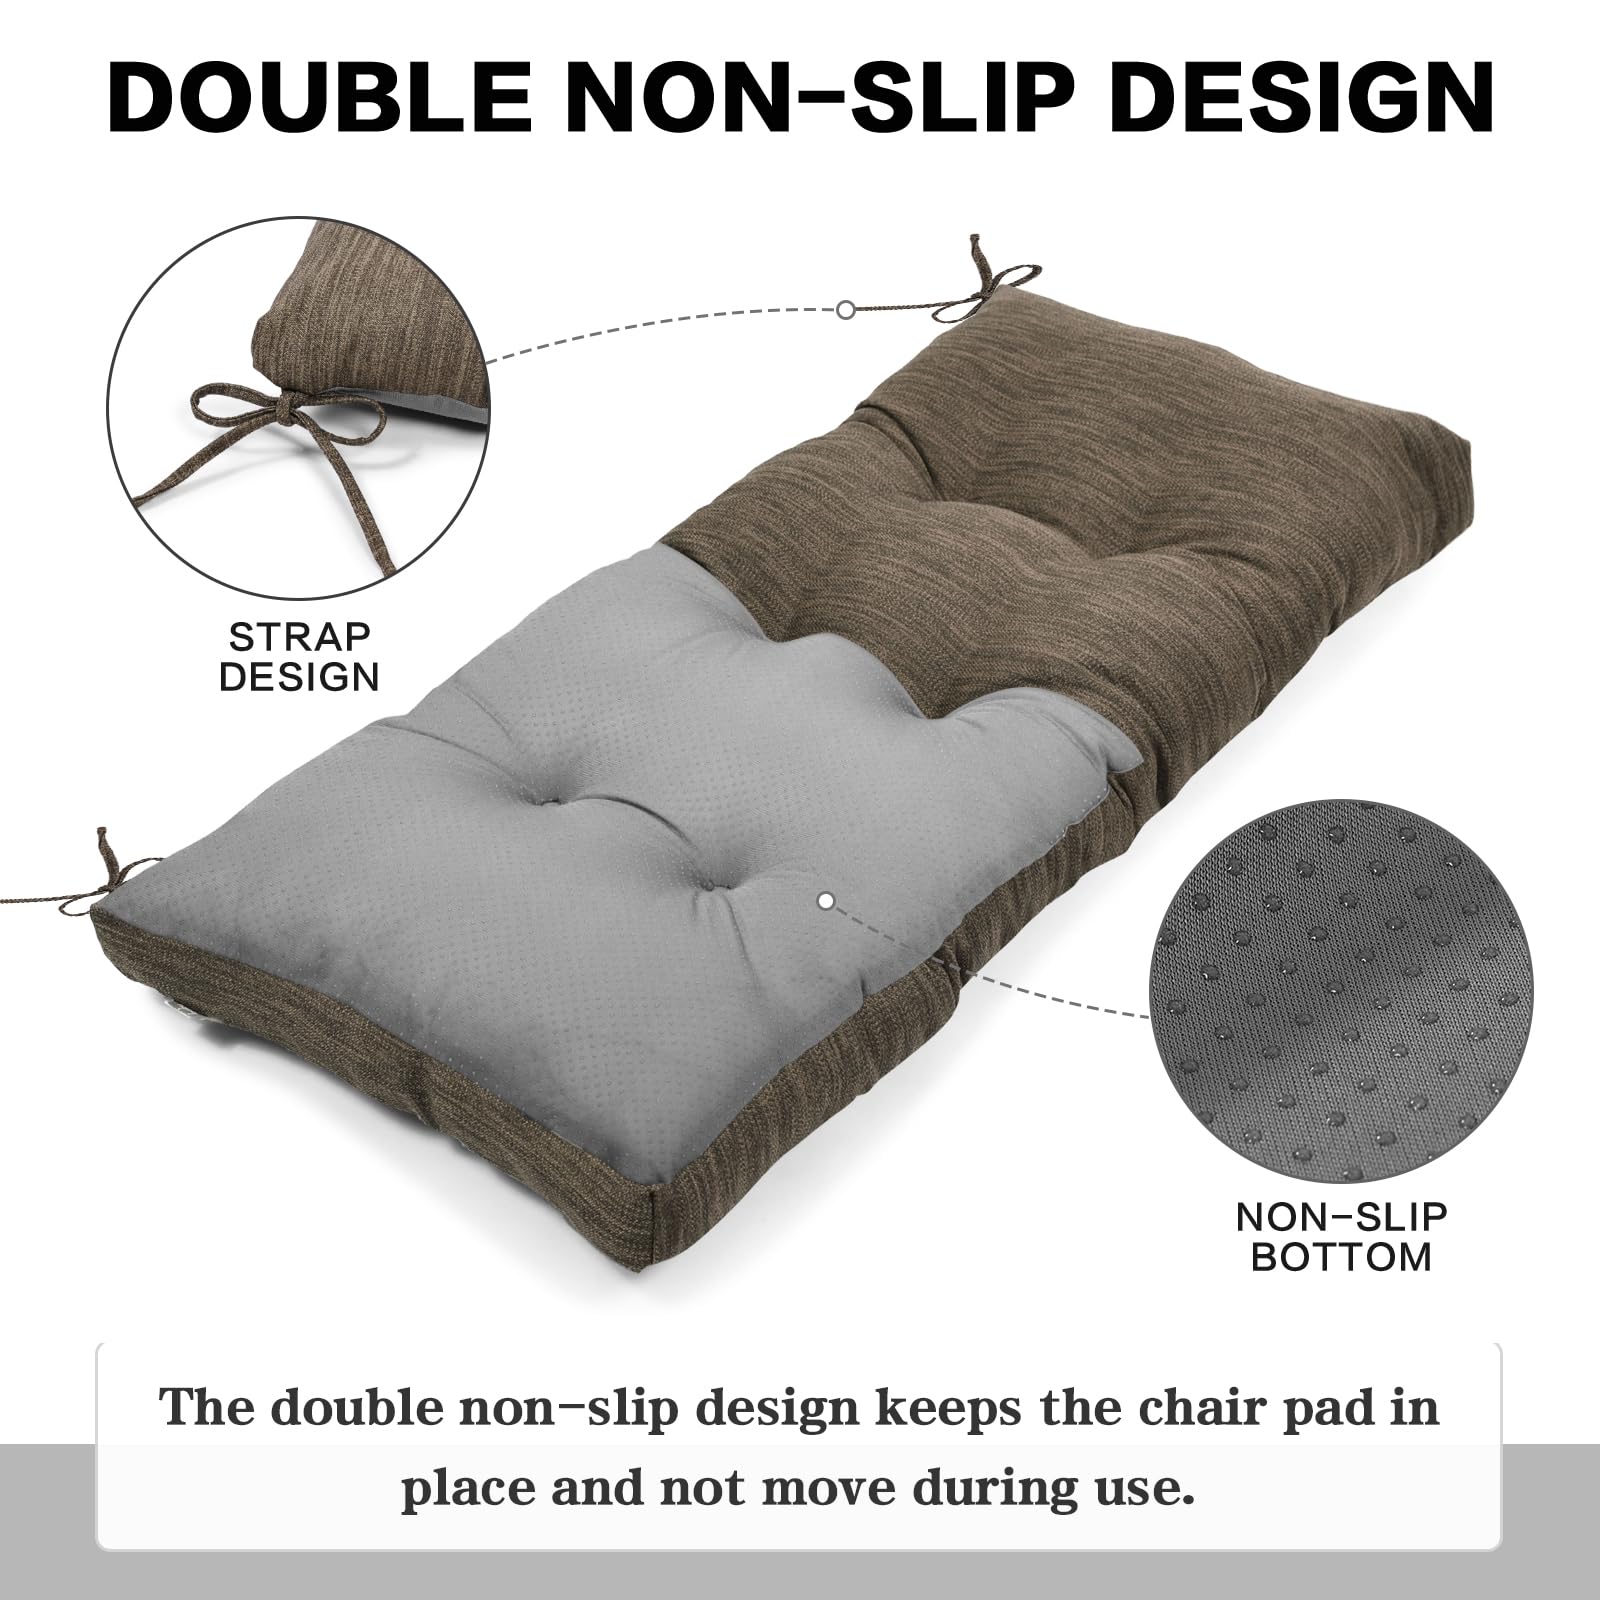 DOUBLE NON-SLIP DESIGN
STRAP
DESIGN
NON-SLIP
BOTTOM
The double non-slip design keeps the chair pad in
place and not move during use.